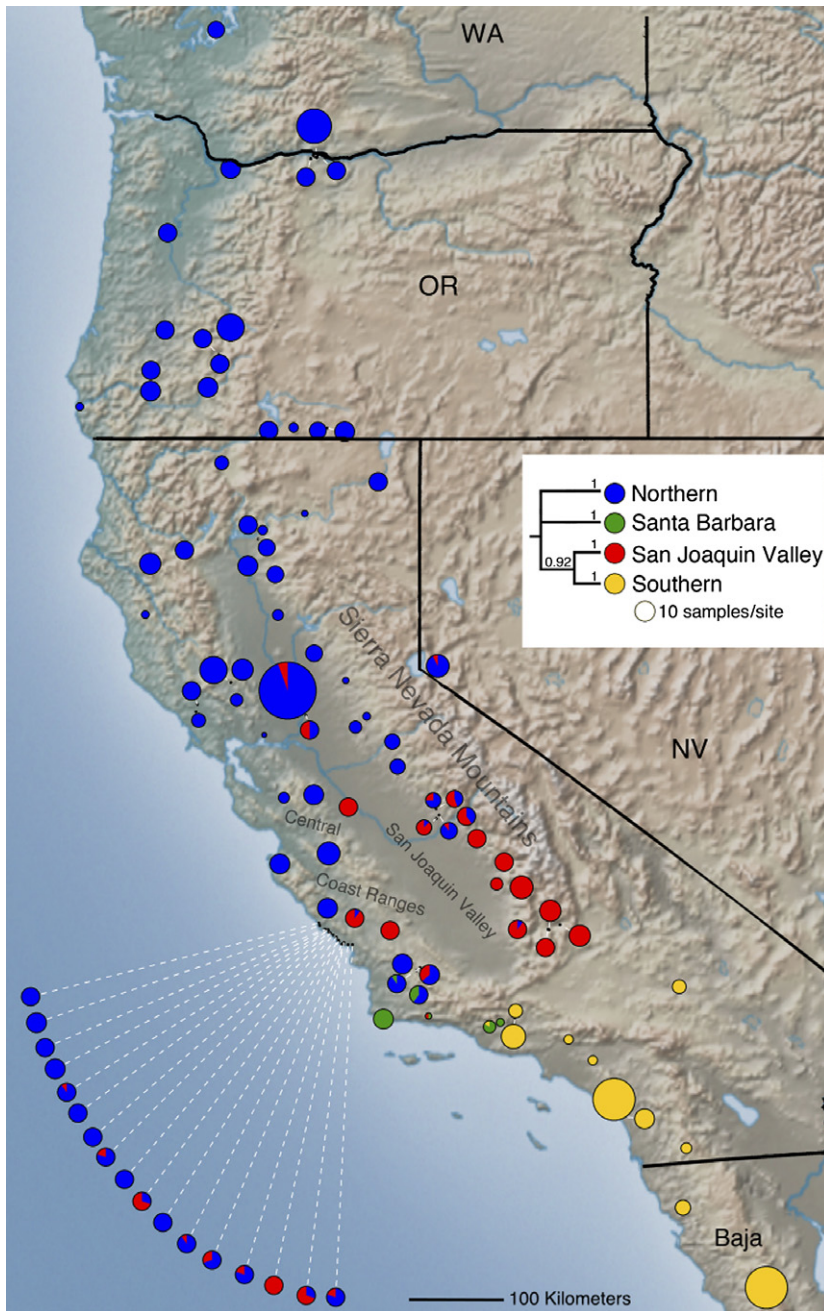 WA
OR
1
Northern
1
Santa Barbara
1
San Joaquin Valley
0.92
1
Southern
10 samples/site
Sierra Nevada Mountains
NV
Central
San Joaquin Valley
Coast Ranges
Baja
100 Kilometers